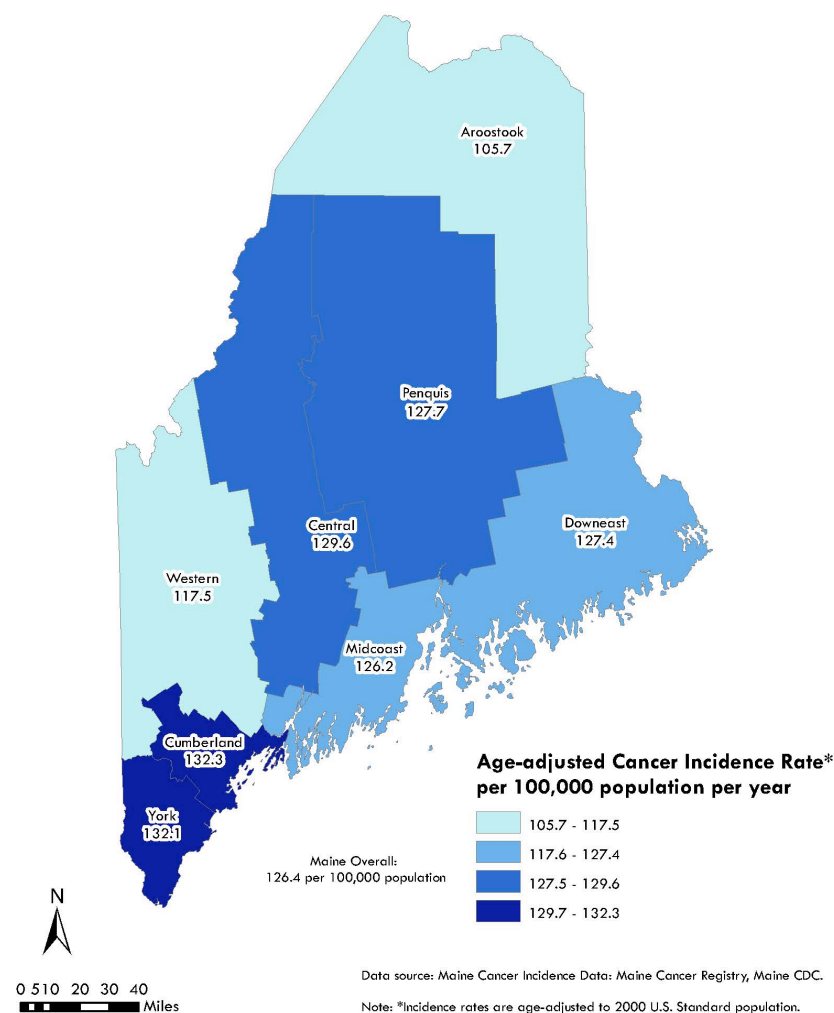 Aroostook
105.7
Penquis
127.7
Central
129.6
Downeast
127.4
Western
117.5
Midcoast
126.2
Cumberland
132.3
York
132.1
Age-adjusted Cancer Incidence Rate*
per 100,000 population per year
105.7 - 117.5
117.6 - 127.4
127.5 - 129.6
129.7 - 132.3
Maine Overall:
126.4 per 100,000 population
N
0 510 20 30 40
Miles
Data source: Maine Cancer Incidence Data: Maine Cancer Registry, Maine CDC.
Note: *Incidence rates are age-adjusted to 2000 U.S. Standard population.